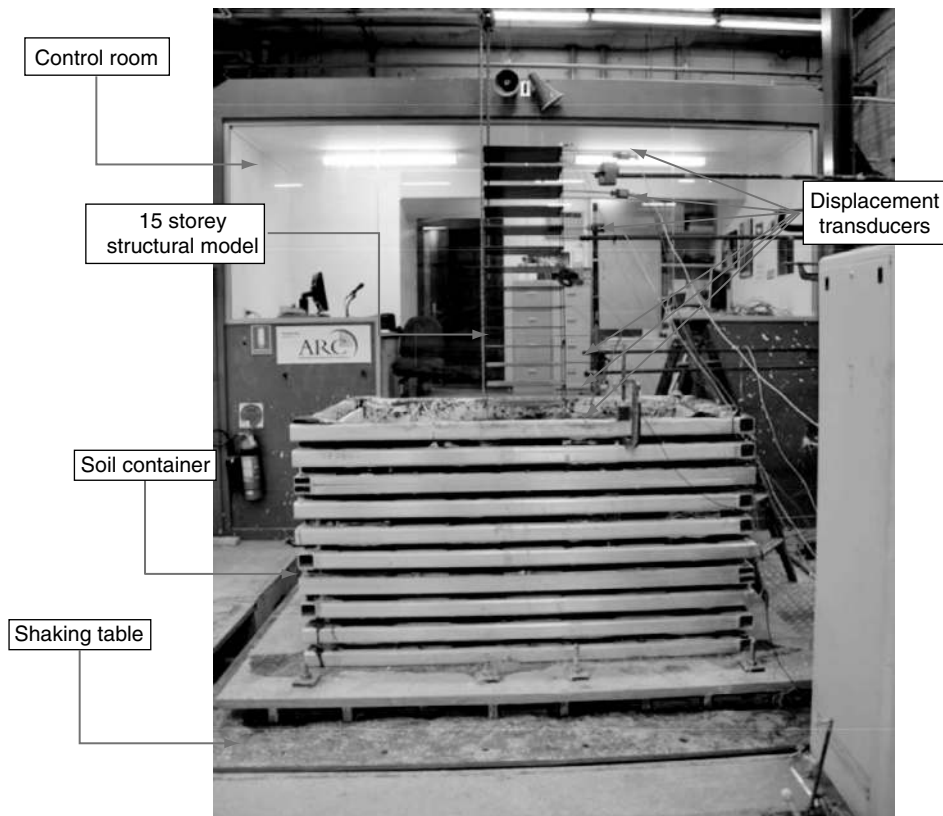 Control room
15 storey
structural model
Displacement
transducers
ARC
Soil container
Shaking table